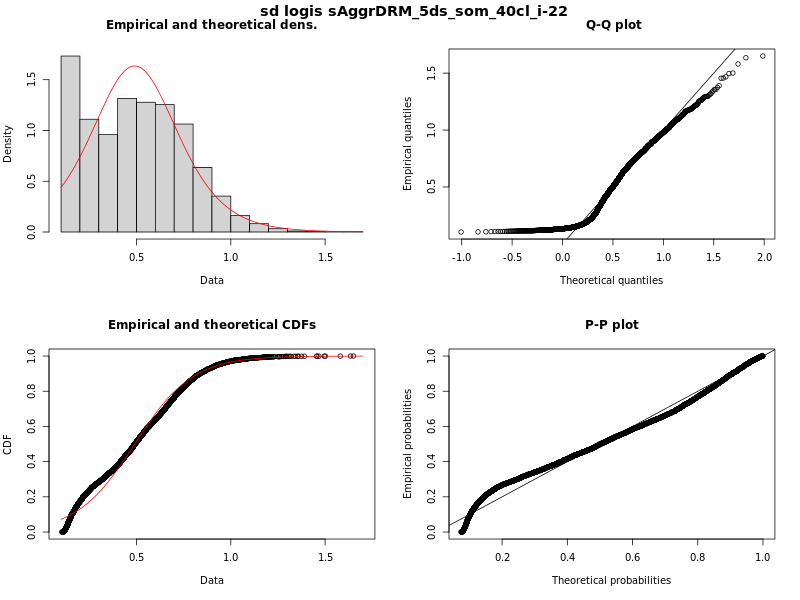 sd logis sAggrDRM_5ds_som_40cl_i-22
Empirical and theoretical dens.
Density
0.0
0.5
1.0
1.5
0.5
1.0
1.5
Data
Q-Q plot
Empirical quantiles
0.5
1.0
1.5
-1.0
-0.5
0.0
0.5
1.0
1.5
2.0
Theoretical quantiles
Empirical and theoretical CDFs
CDF
0.0
0.2
0.4
0.6
0.8
1.0
0.5
1.0
1.5
Data
P-P plot
Empirical probabilities
0.0
0.2
0.4
0.6
0.8
1.0
0.2
0.4
0.6
0.8
1.0
Theoretical probabilities